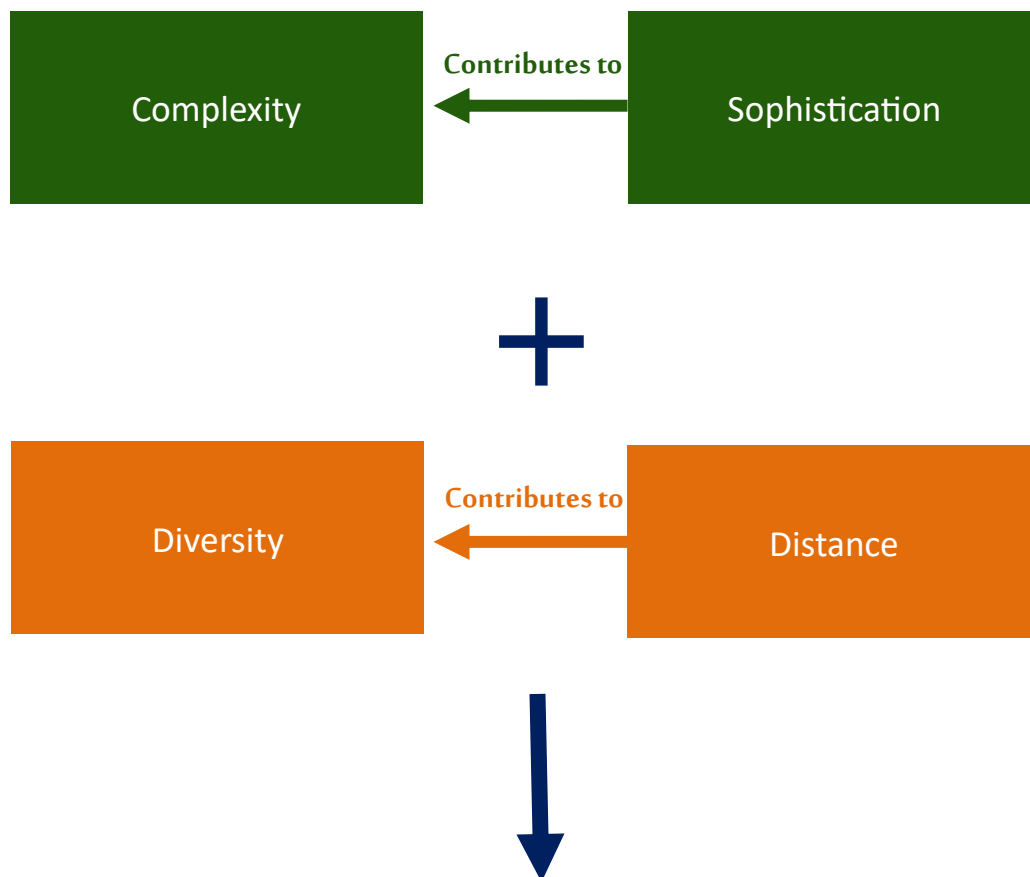 Contributes to
Complexity
Sophistication
+
Contributes to
Diversity
Distance